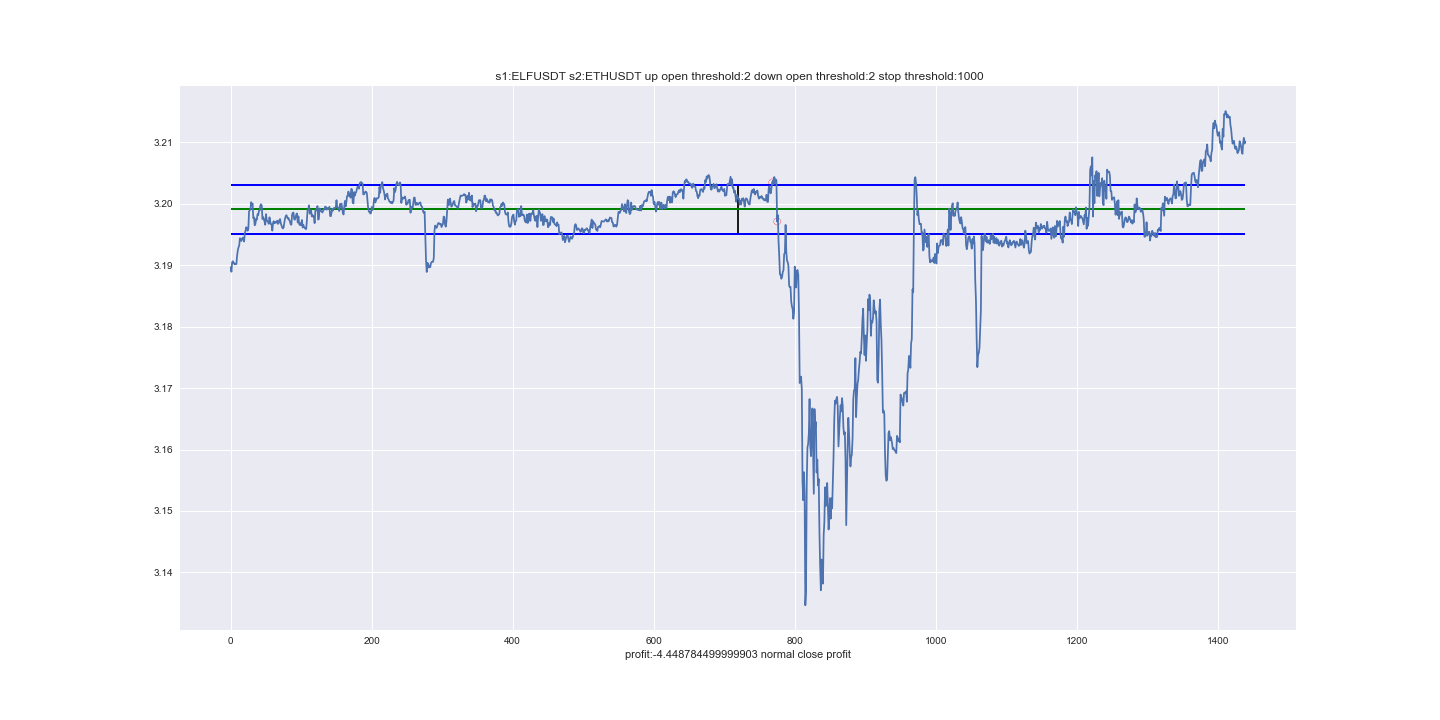 s1:ELFUSDT s2:ETHUSDT up open threshold:2 down open threshold:2 stop threshold:1000
3.21
3.20
3.19
3.18
3.17
3.16
3.15
3.14
0 200 400 600 800 1000 1200 1400
profit:-4.448784499999903 normal close profit